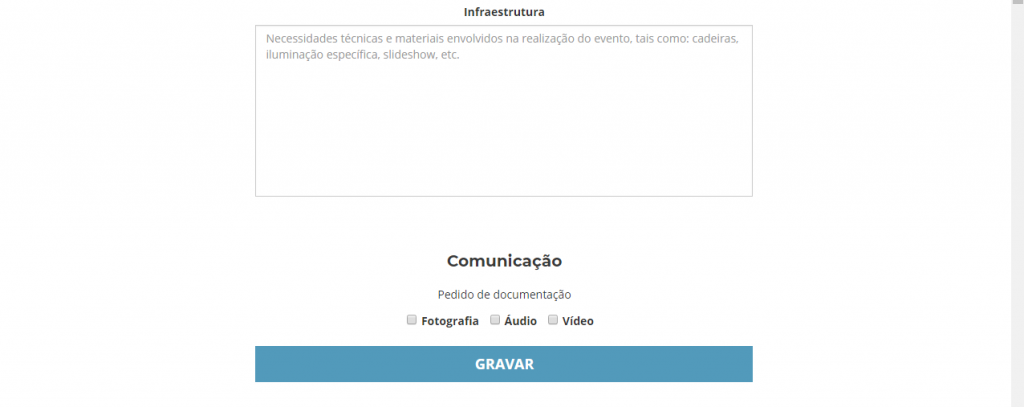 Infraestrutura
Necessidades técnicas e materiais envolvidos na realização do evento, tais como: cadeiras,
iluminação específica, slideshow, etc.
Comunicação
Pedido de documentação
Fotografia Áudio Vídeo
GRAVAR